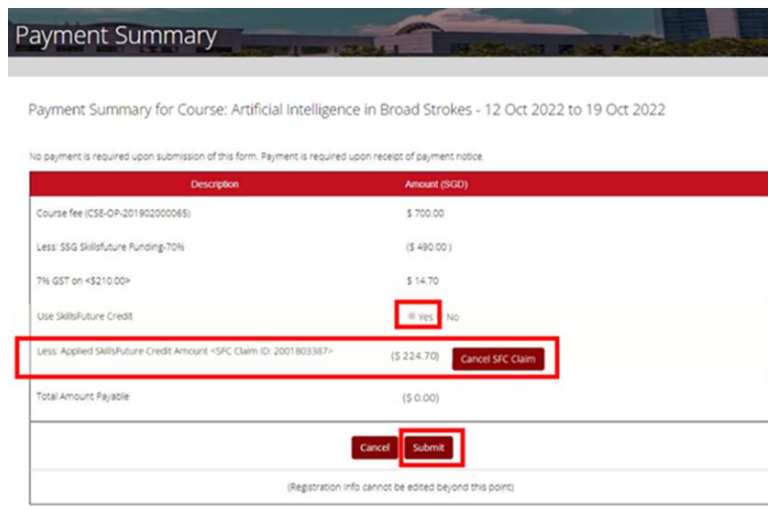 Payment Summary
Payment Summary for Course: Artificial Intelligence in Broad Strokes - 12 Oct 2022 to 19 Oct 2022
No payment is required upon submission of this form. Payment is required upon receipt of payment notice.
Description Amount (SGD)
Course fee (CSE-OP-201902000065) $ 700.00
Less: SSG Skillsfuture Funding-70% ($ 490.00 )
7% GST on <$210.00> $ 14.70
Use SkillsFuture Credit Yes No
Less: Applied SkillsFuture Credit Amount <SFC Claim ID: 2001803387> ($ 224.70) Cancel SFC Claim
Total Amount Payable ($ 0.00)
Cancel Submit
(Registration info cannot be edited beyond this point)